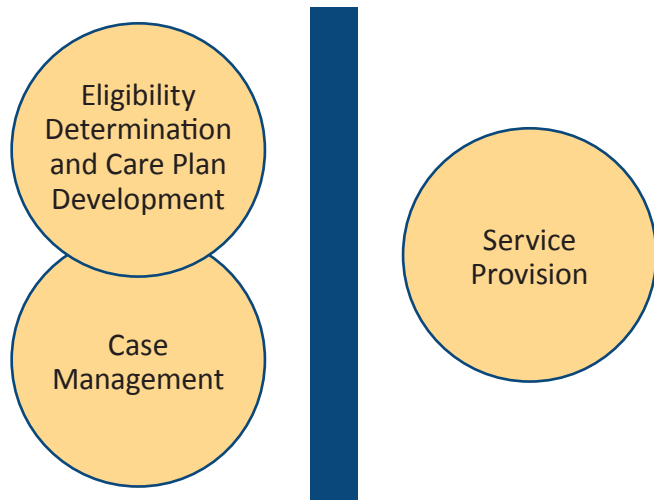 Eligibility
Determination
and Care Plan
Development
Case
Management
Service
Provision